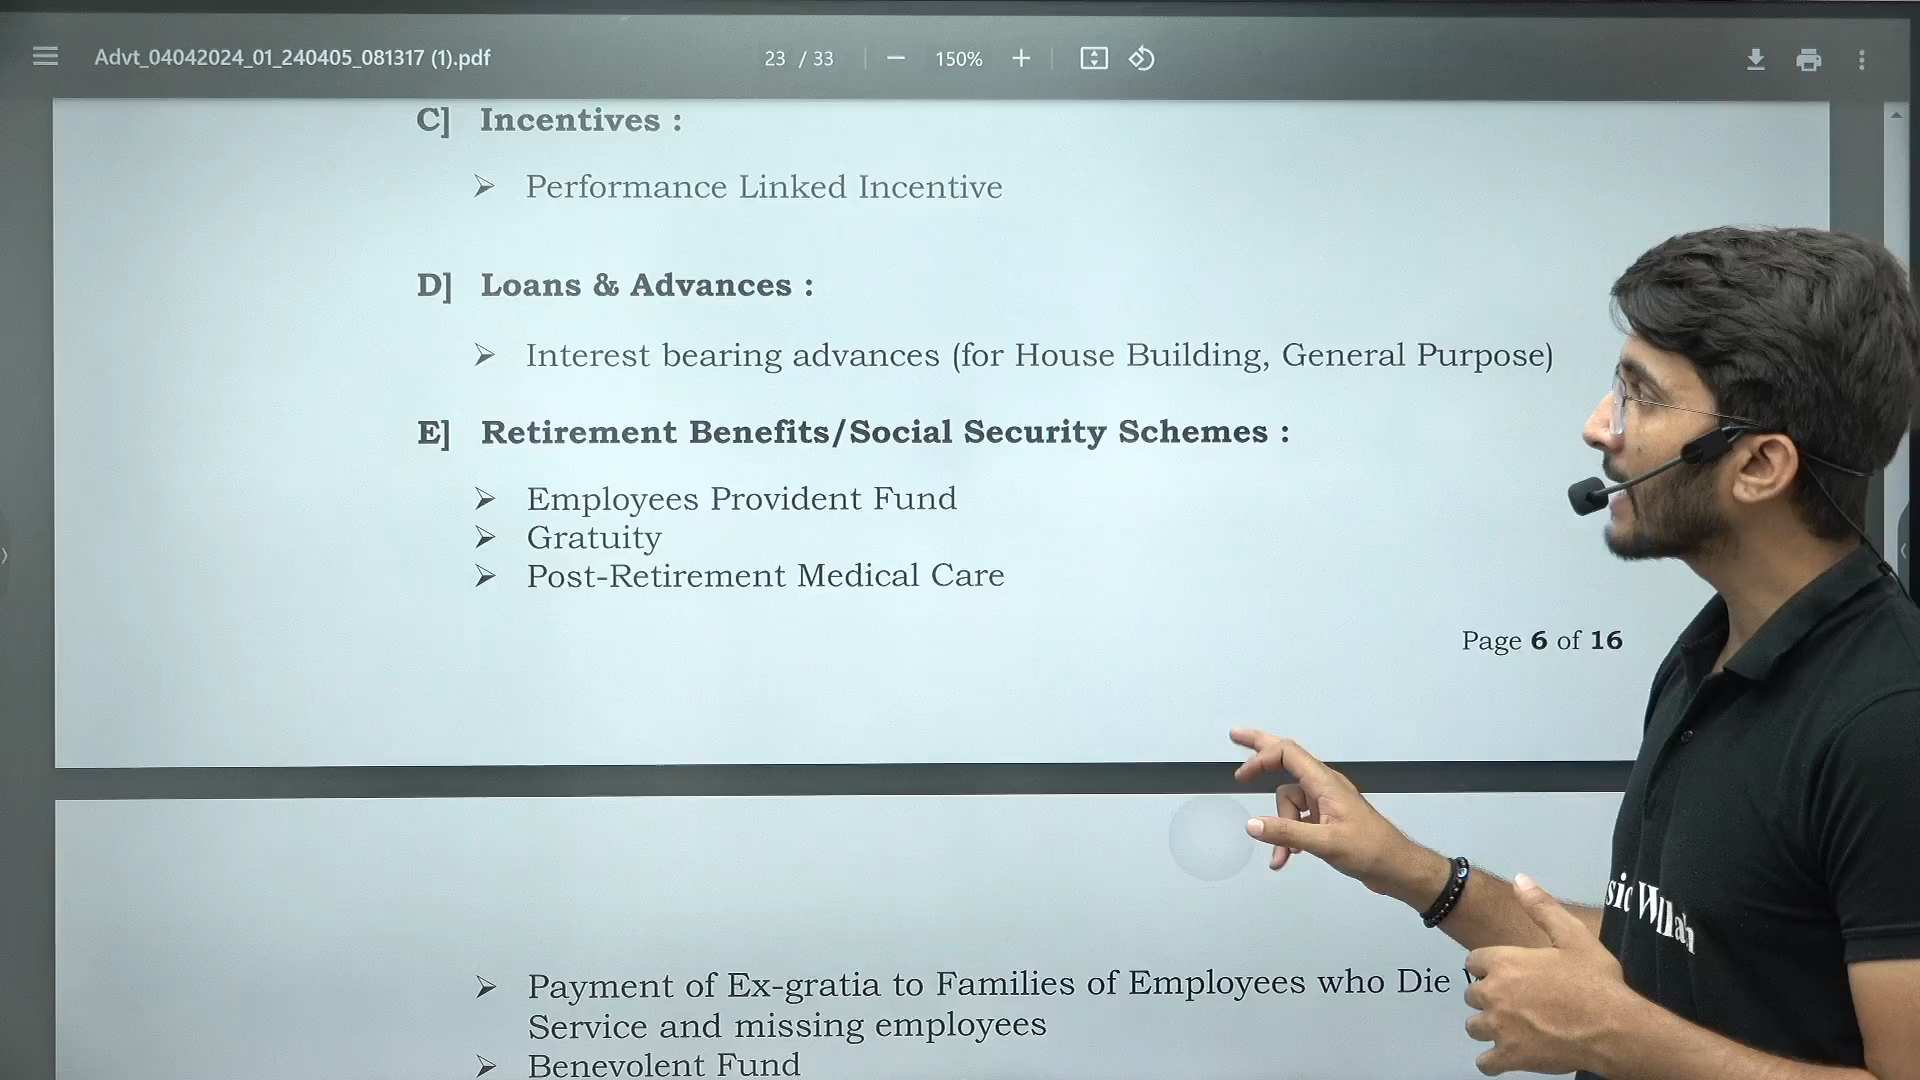 Advt_04042024_01_240405_081317 (1).pdf
23 / 33
150%
C] Incentives :
Performance Linked Incentive
D] Loans & Advances :
Interest bearing advances (for House Building, General Purpose)
E] Retirement Benefits/Social Security Schemes :
Employees Provident Fund
Gratuity
Post-Retirement Medical Care
Page 6 of 16
Payment of Ex-gratia to Families of Employees who Die
Service and missing employees
Benevolent Fund